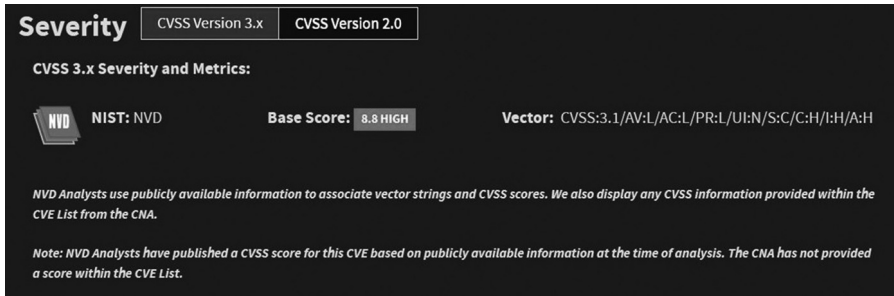 Severity
CVSS Version 3.x
CVSS Version 2.0
CVSS 3.x Severity and Metrics:
NVD
NIST: NVD
Base Score: 8.8 HIGH
Vector: CVSS:3.1/AV:L/AC:L/PR:L/UI:N/S:C/C:H/I:H/A:H
NVD Analysts use publicly available information to associate vector strings and CVSS scores. We also display any CVSS information provided within the
CVE List from the CNA.
Note: NVD Analysts have published a CVSS score for this CVE based on publicly available information at the time of analysis. The CNA has not provided
a score within the CVE List.